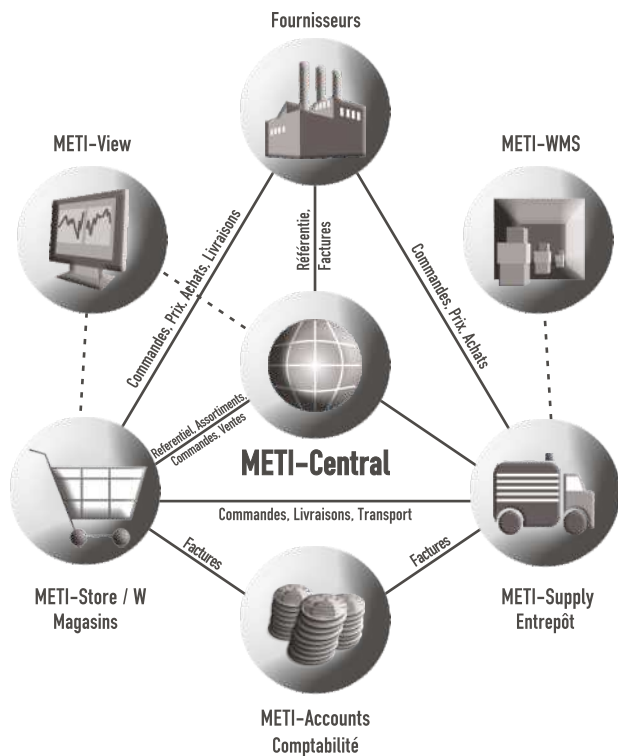 Fournisseurs
METI-View
METI-WMS
Commandes, Prix, Achats, Livraisons
Référentie,
Factures
Commandes, Prix, Achats
Referentiel, Assortiments,
Commandes, Ventes
METI-Central
Commandes, Livraisons, Transport
Factures
Factures
METI-Store / W
Magasins
METI-Supply
Entrepôt
METI-Accounts
Comptabilité